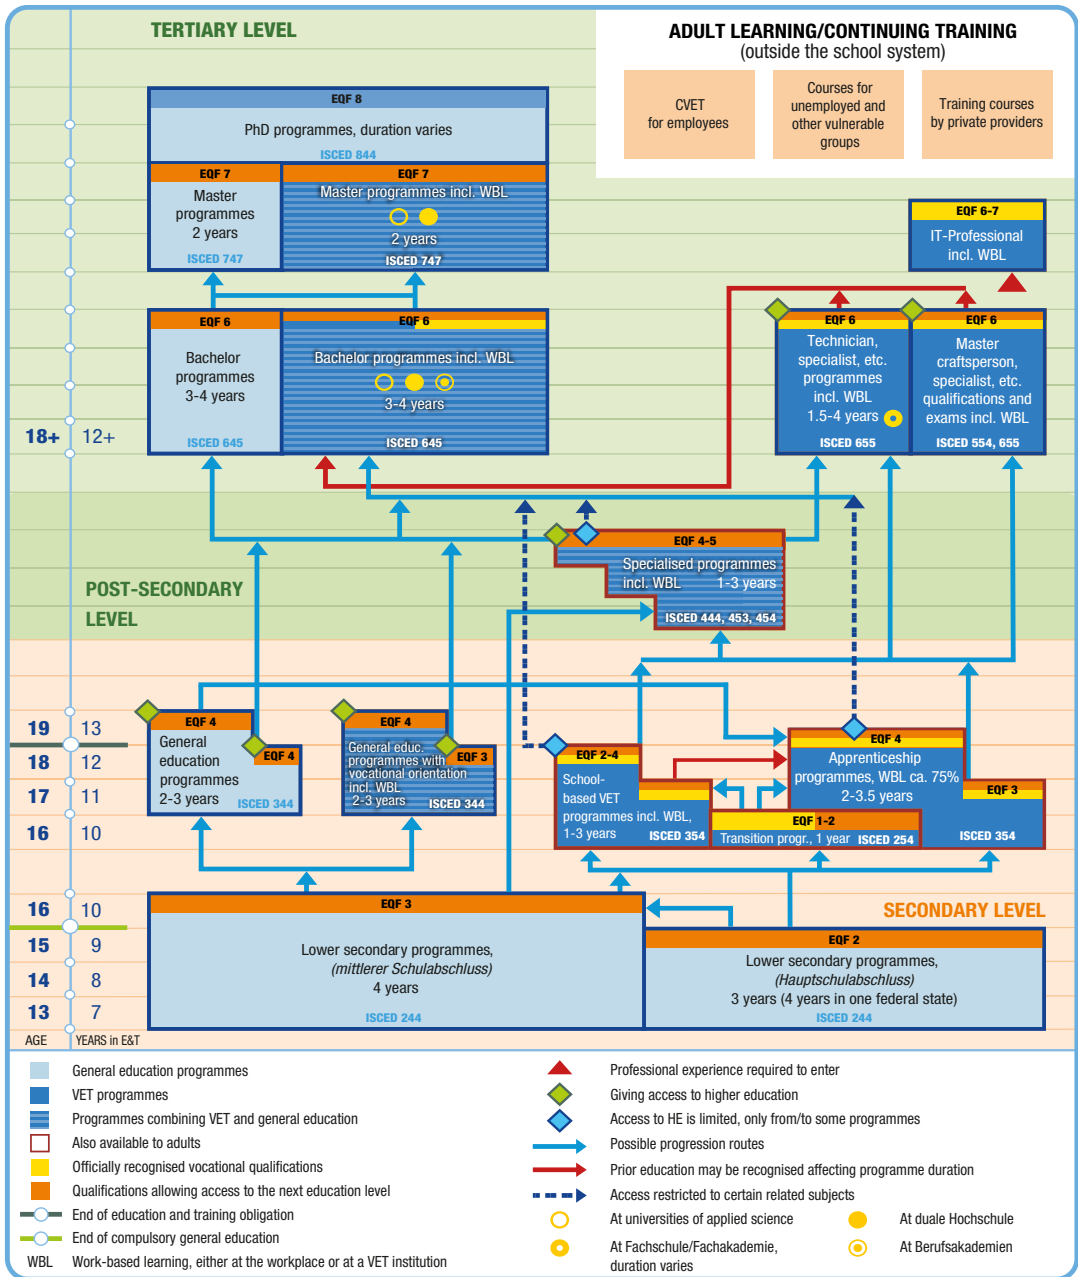 TERTIARY LEVEL
ADULT LEARNING/CONTINUING TRAINING
(outside the school system)
CVET
for employees
Courses for
unemployed and
other vulnerable
groups
Training courses
by private providers
EQF 8
PhD programmes, duration varies
ISCED 844
EQF 7
Master
programmes
2 years
ISCED 747
EQF 7
Master programmes incl. WBL
2 years
ISCED 747
EQF 6-7
IT-Professional
incl. WBL
EQF 6
Bachelor
programmes
3-4 years
ISCED 645
EQF 6
Bachelor programmes incl. WBL
3-4 years
ISCED 645
EQF 6
Technician,
specialist, etc.
programmes
incl. WBL
1.5-4 years
ISCED 655
EQF 6
Master
craftsperson,
specialist, etc.
qualifications and
exams incl. WBL
ISCED 554, 655
18+ 12+
POST-SECONDARY
LEVEL
EQF 4-5
Specialised programmes
incl. WBL 1-3 years
ISCED 444, 453, 454
19 13
18 12
17 11
16 10
EQF 4
General
education
programmes
2-3 years
EQF 4
ISCED 344
EQF 4
General educ.
programmes with
vocational orientation
incl. WBL
2-3 years
EQF 3
ISCED 344
EQF 2-4
School-
based VET
programmes incl. WBL,
1-3 years
ISCED 354
EQF 1-2
Transition progr., 1 year ISCED 254
EQF 4
Apprenticeship
programmes, WBL ca. 75%
2-3.5 years
EQF 3
ISCED 354
SECONDARY LEVEL
16 10
15 9
14 8
13 7
AGE YEARS in E&T
EQF 3
Lower secondary programmes,
(mittlerer Schulabschluss)
4 years
ISCED 244
EQF 2
Lower secondary programmes,
(Hauptschulabschluss)
3 years (4 years in one federal state)
ISCED 244
General education programmes
VET programmes
Programmes combining VET and general education
Also available to adults
Officially recognised vocational qualifications
Qualifications allowing access to the next education level
End of education and training obligation
End of compulsory general education
WBL Work-based learning, either at the workplace or at a VET institution
Professional experience required to enter
Giving access to higher education
Access to HE is limited, only from/to some programmes
Possible progression routes
Prior education may be recognised affecting programme duration
Access restricted to certain related subjects
At universities of applied science
At duale Hochschule
At Fachschule/Fachakademie,
duration varies
At Berufsakademien